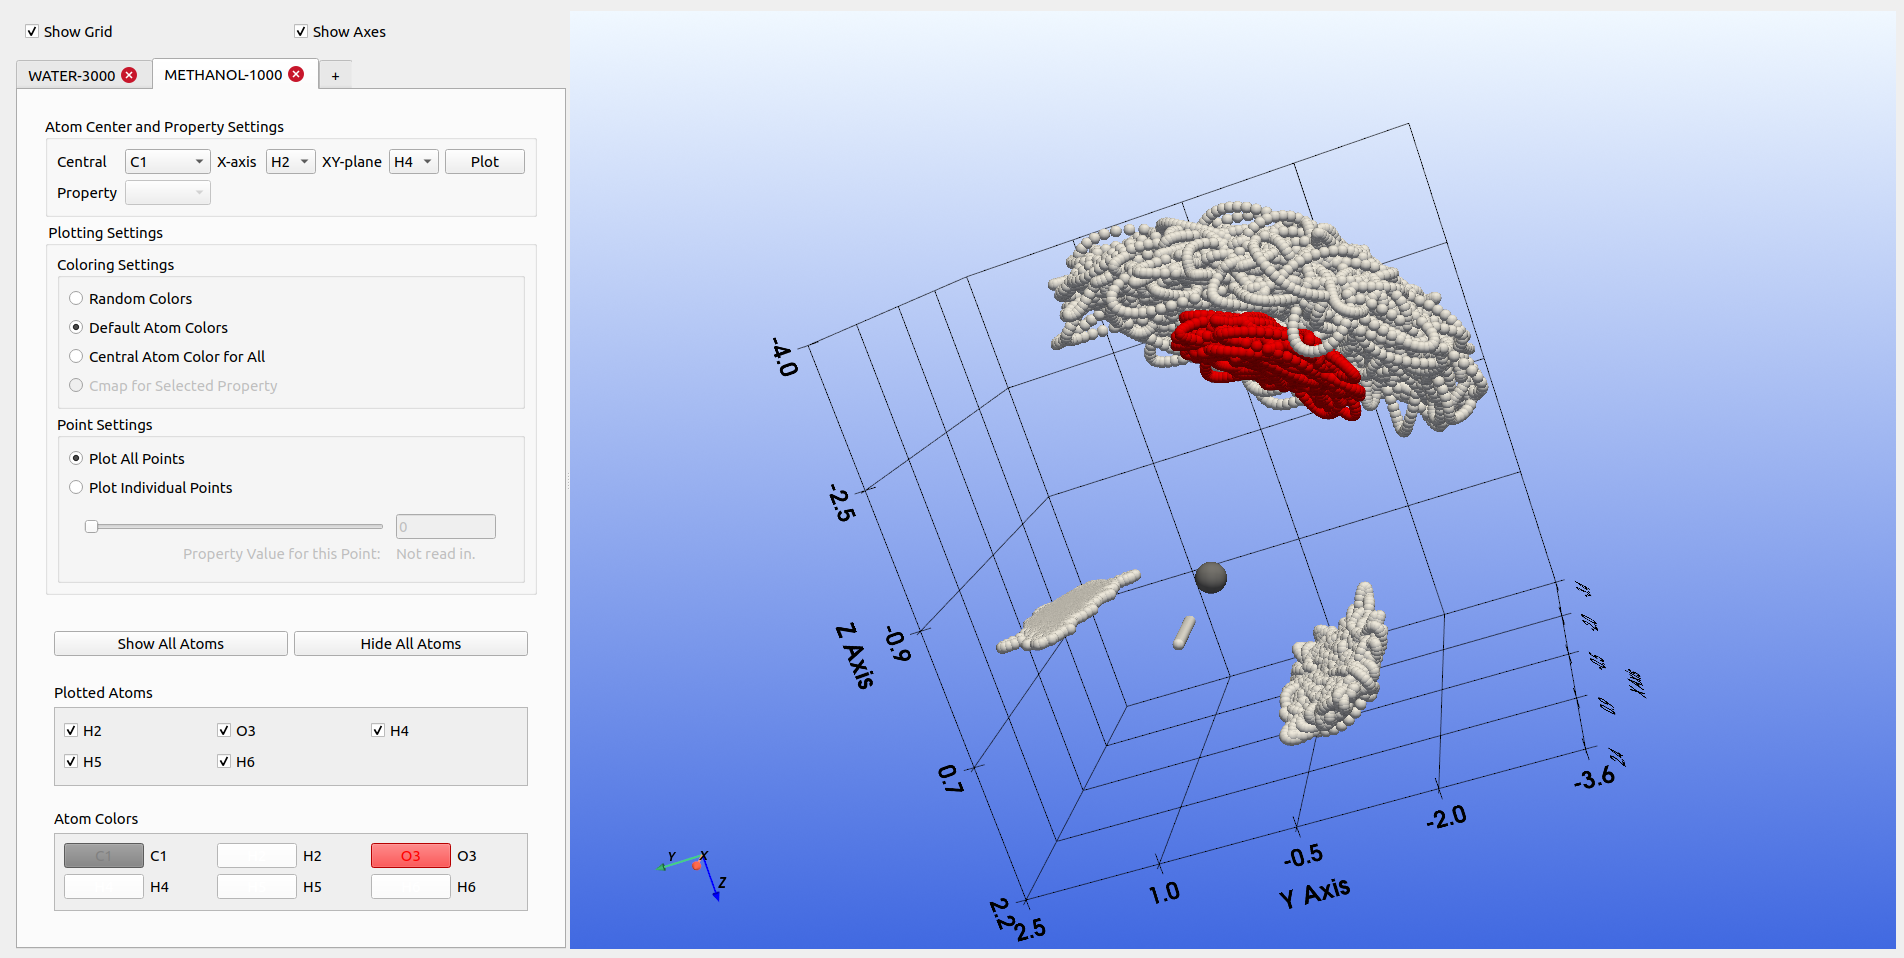 Show Grid
Show Axes
WATER-3000
METHANOL-1000
+
Atom Center and Property Settings
Central C1 X-axis H2 XY-plane H4 Plot
Property
Plotting Settings
Coloring Settings
Random Colors
Default Atom Colors
Central Atom Color for All
Cmap for Selected Property
Point Settings
Plot All Points
Plot Individual Points
0
Property Value for this Point: Not read in.
Show All Atoms
Hide All Atoms
Plotted Atoms
H2 O3 H4
H5 H6
Atom Colors
C1 C1 H2 O3 O3
H4 H5 H6
-4.0
-2.5
-0.9
Z Axis
0.7
2.2
2.5
1.0
-0.5
Y Axis
-2.0
-3.6
Y
X
Z